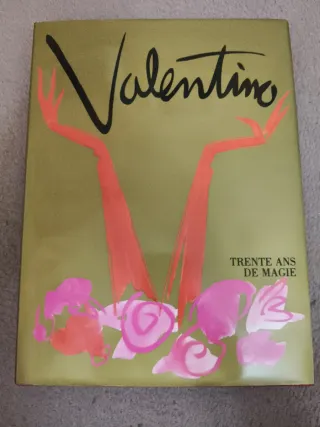 Valentino
TRENTE ANS
DE MAGIE